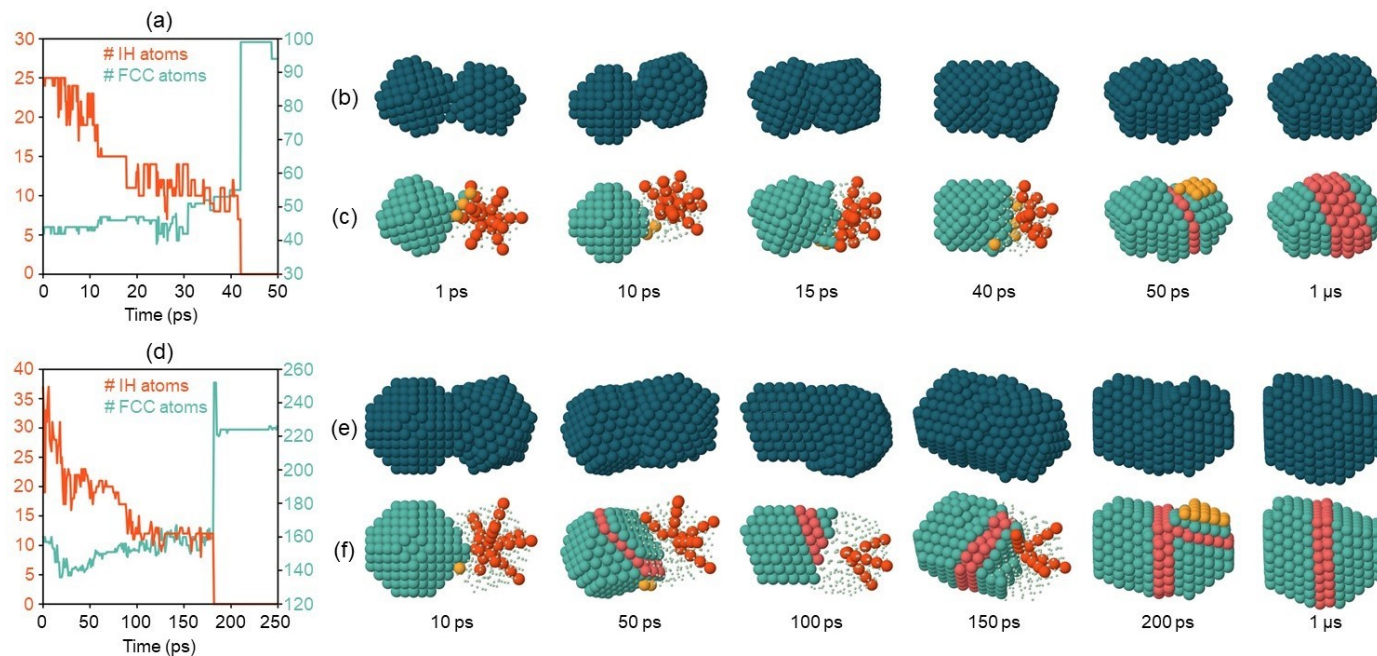 (a)
30
25
20
15
10
5
0
# IH atoms
# FCC atoms
100
90
80
70
60
50
40
30
0 10 20 30 40 50
Time (ps)
(b)
(c)
1 ps 10 ps 15 ps 40 ps 50 ps 1 µs
(d)
40
35
30
25
20
15
10
5
0
# IH atoms
# FCC atoms
260
240
220
200
180
160
140
120
0 50 100 150 200 250
Time (ps)
(e)
(f)
10 ps 50 ps 100 ps 150 ps 200 ps 1 µs